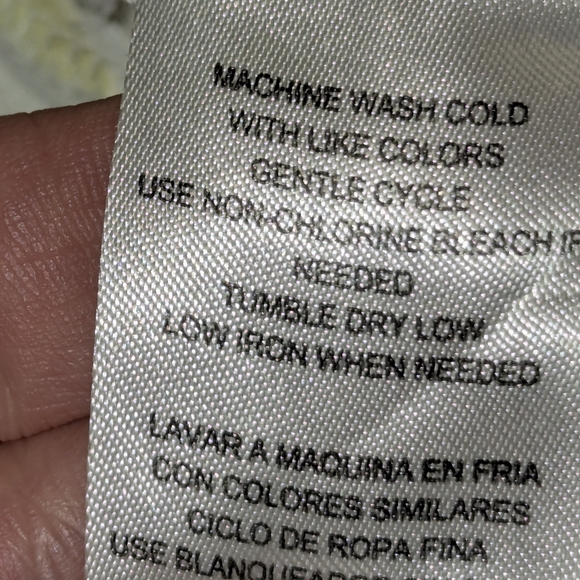 MACHINE WASH COLD
WITH LIKE COLORS
GENTLE CYCLE
USE NON-CHLORINE BLEACH IF
NEEDED
TUMBLE DRY LOW
LOW IRON WHEN NEEDED
LAVAR A MAQUINA EN FRIA
CON COLORES SIMILARES
CICLO DE ROPA FINA
USE